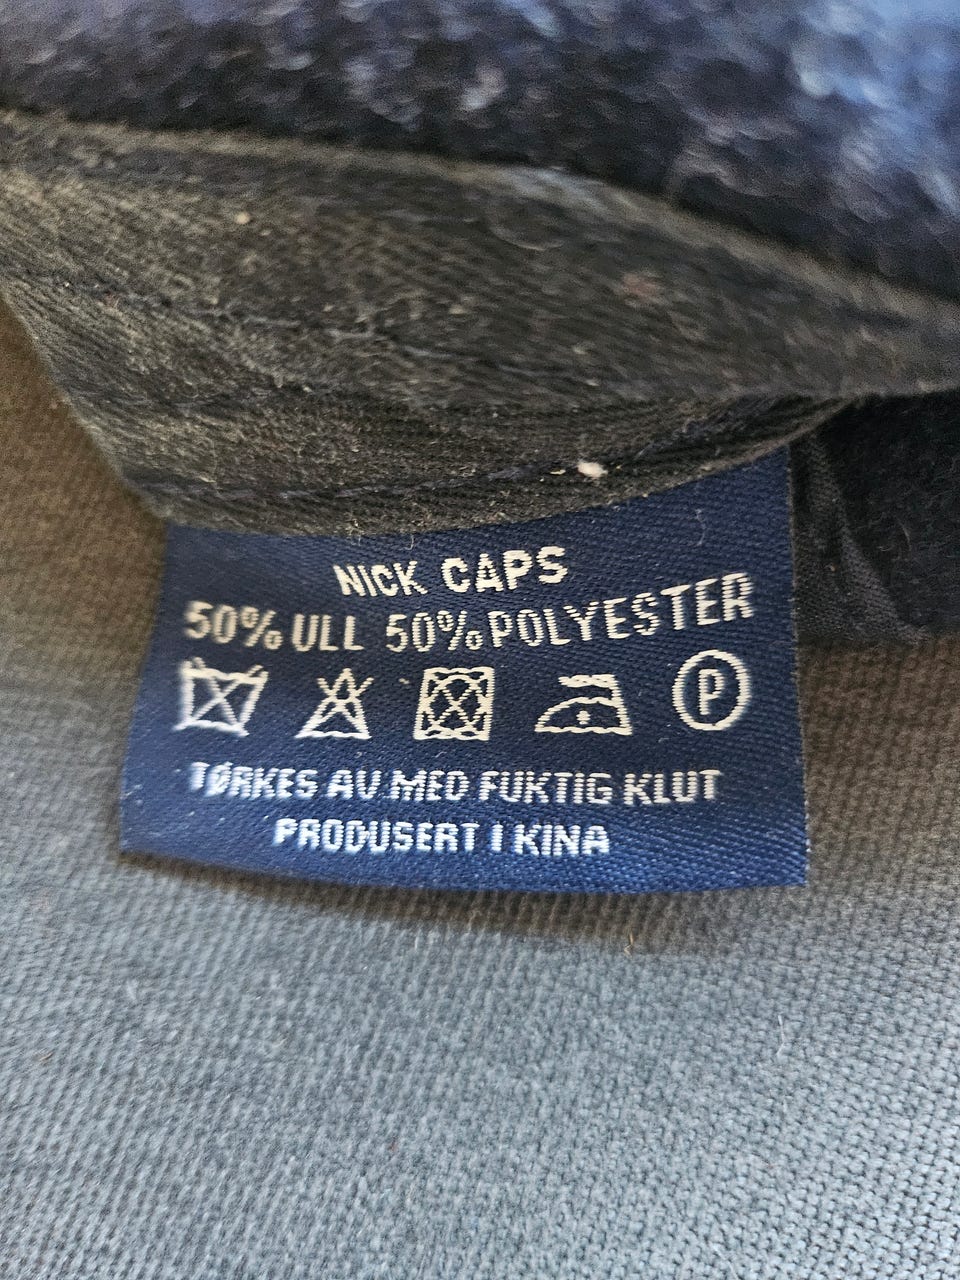 NICK CAPS
50% ULL 50% POLYESTER
P
TØRKES AV MED FUKTIG KLUT
PRODUSERT I KINA